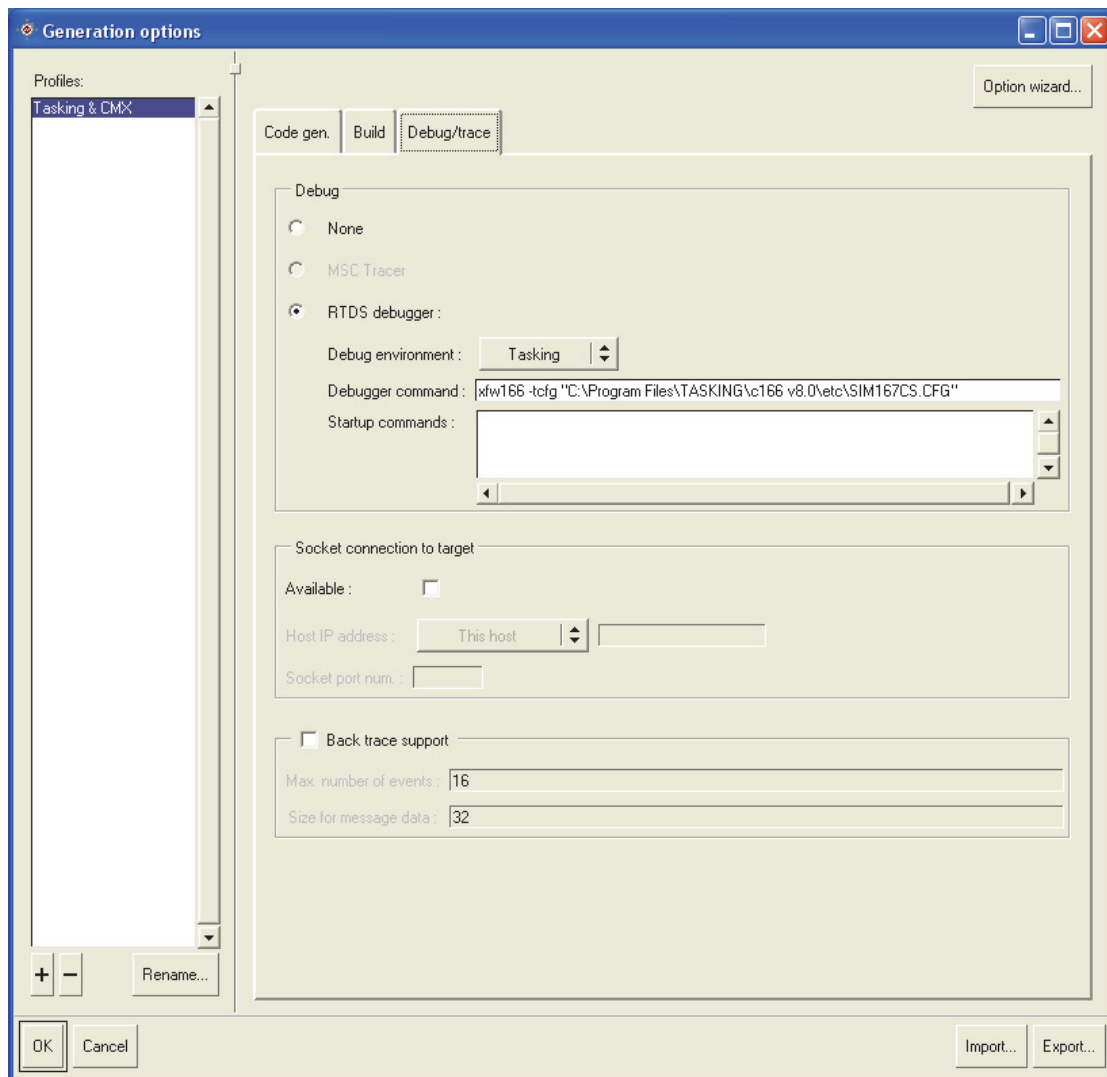 Generation options
Profiles:
Tasking & CMX
Option wizard...
Code gen.
Build
Debug/trace
Debug
None
MSC Tracer
RTDS debugger :
Debug environment :
Tasking
Debugger command :
xfw166 -tcfg "C:\Program Files\TASKING\c166 v8.0\etc\SIM167CS.CFG"
Startup commands :
Socket connection to target
Available :
Host IP address :
This host
Socket port num. :
Back trace support
Max. number of events :
16
Size for message data :
32
+
−
Rename...
OK
Cancel
Import...
Export...